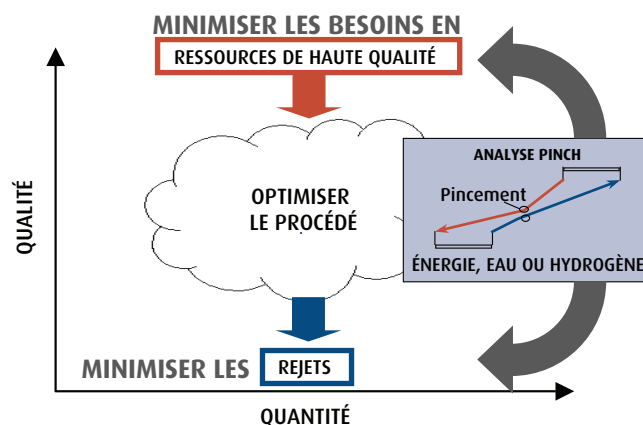 MINIMISER LES BESOINS EN
RESSOURCES DE HAUTE QUALITÉ
QUALITÉ
OPTIMISER
LE PROCÉDÉ
ANALYSE PINCH
Pincement
ÉNERGIE, EAU OU HYDROGÈNE
MINIMISER LES REJETS
QUANTITÉ